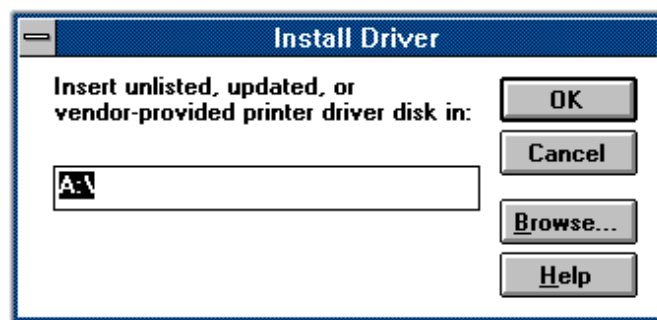 Install Driver
Insert unlisted, updated, or
vendor-provided printer driver disk in:
OK
Cancel
A:\
Browse...
Help